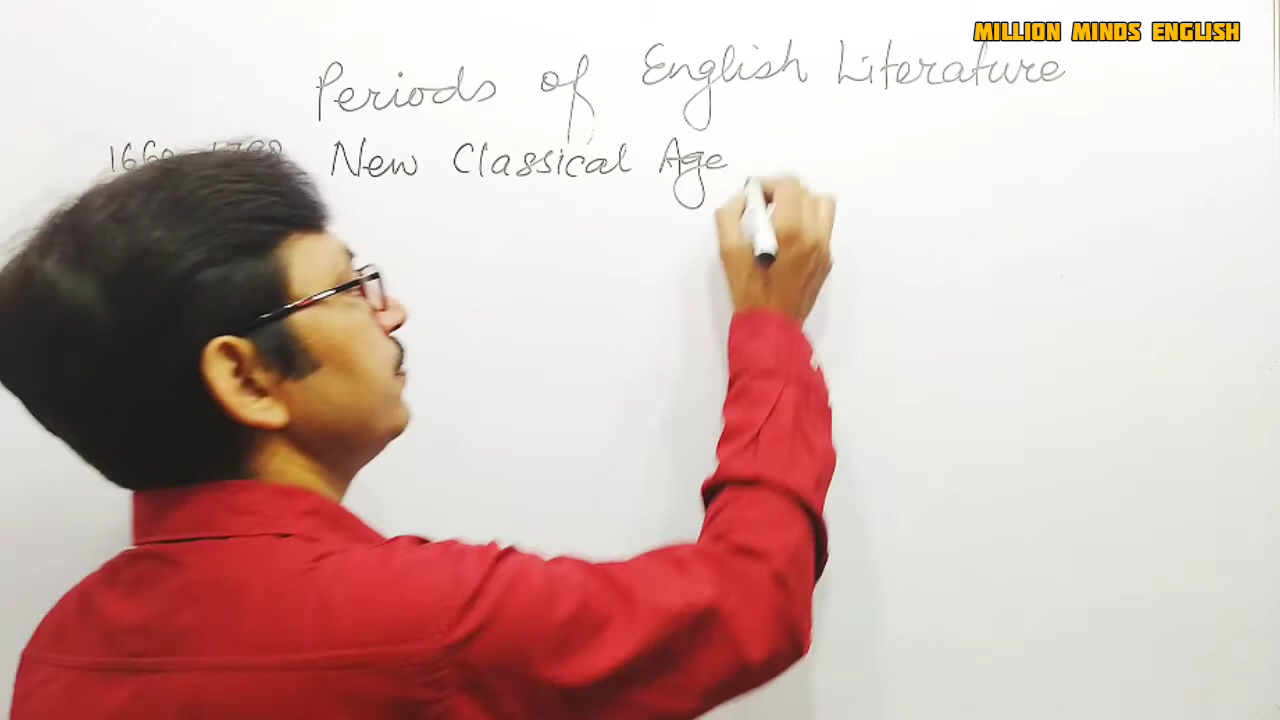 MILLION MINDS ENGLISH
Periods of English Literature
New Classical Age